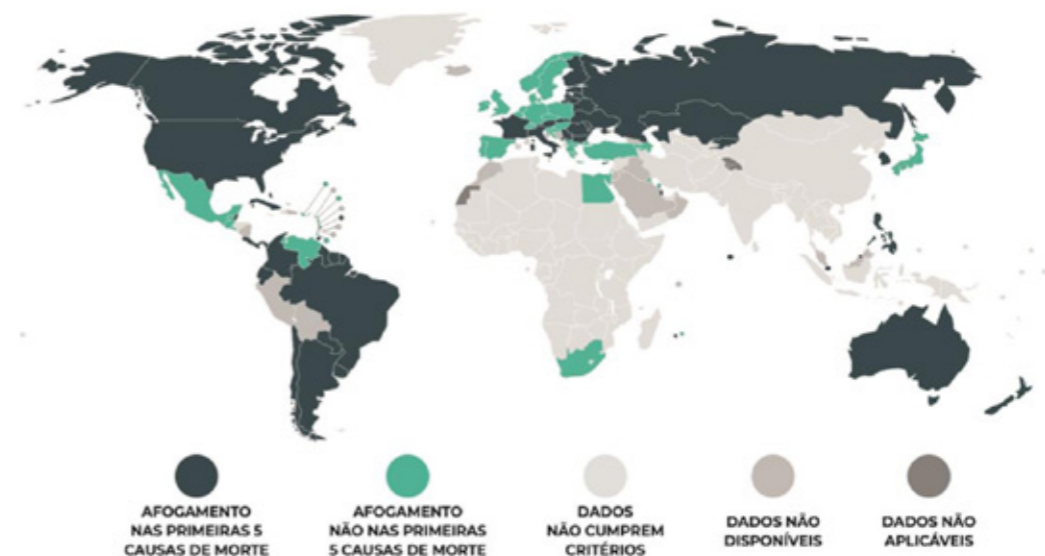 AFOGAMENTO
NAS PRIMEIRAS 5
CAUSAS DE MORTE
AFOGAMENTO
NÃO NAS PRIMEIRAS
5 CAUSAS DE MORTE
DADOS
NÃO CUMPREM
CRITÉRIOS
DADOS NÃO
DISPONÍVEIS
DADOS NÃO
APLICÁVEIS